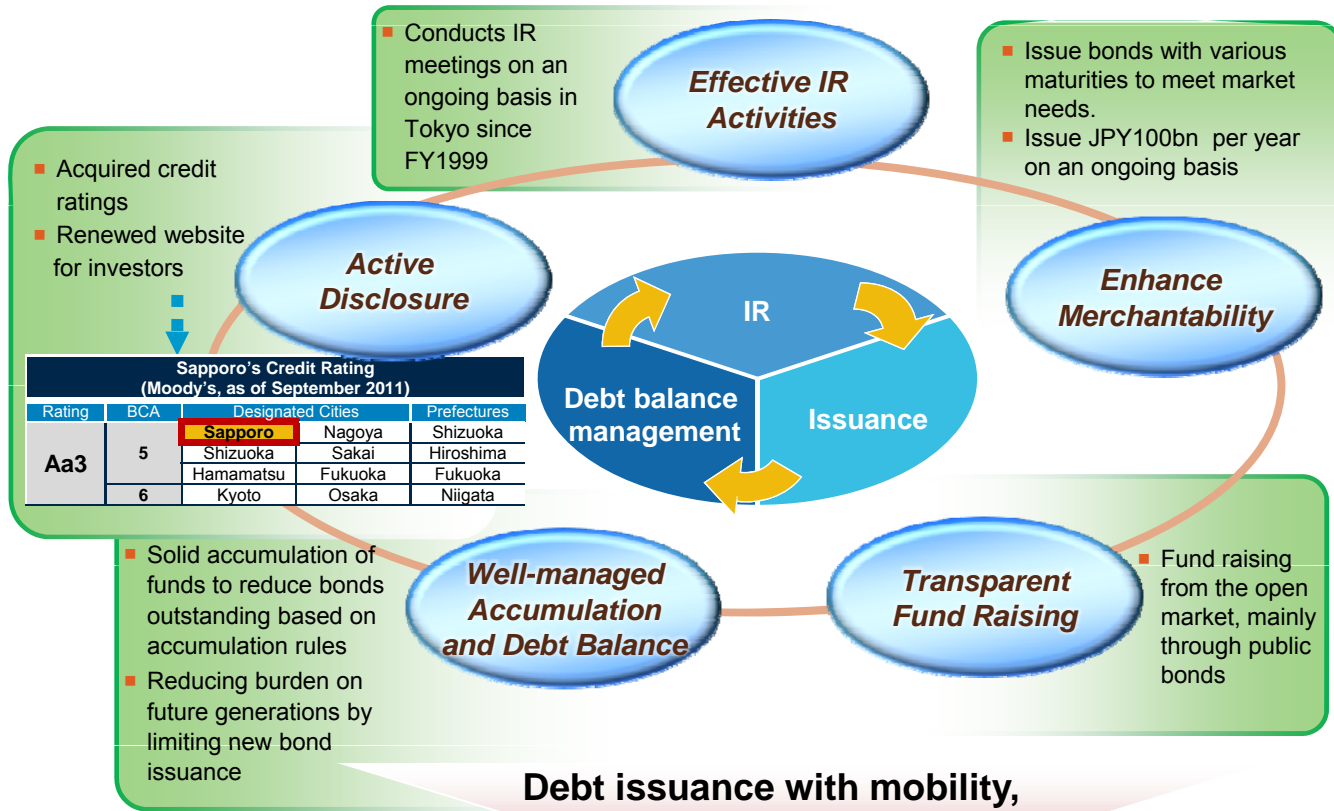 ■ Conducts IR
meetings on an
ongoing basis in
Tokyo since
FY1999
Effective IR
Activities
■ Issue bonds with various
maturities to meet market
needs.
■ Issue JPY100bn per year
on an ongoing basis
■ Acquired credit
ratings
■ Renewed website
for investors
Active
Disclosure
Enhance
Merchantability
IR
Debt balance
management
Issuance
Sapporo's Credit Rating
(Moody's, as of September 2011)
Rating BCA Designated Cities Prefectures
Aa3 5 Sapporo Nagoya Shizuoka
Shizuoka Sakai Hiroshima
Hamamatsu Fukuoka Fukuoka
6 Kyoto Osaka Niigata
■ Solid accumulation of
funds to reduce bonds
outstanding based on
accumulation rules
■ Reducing burden on
future generations by
limiting new bond
issuance
Well-managed
Accumulation
and Debt Balance
Transparent
Fund Raising
■ Fund raising
from the open
market, mainly
through public
bonds
Debt issuance with mobility,